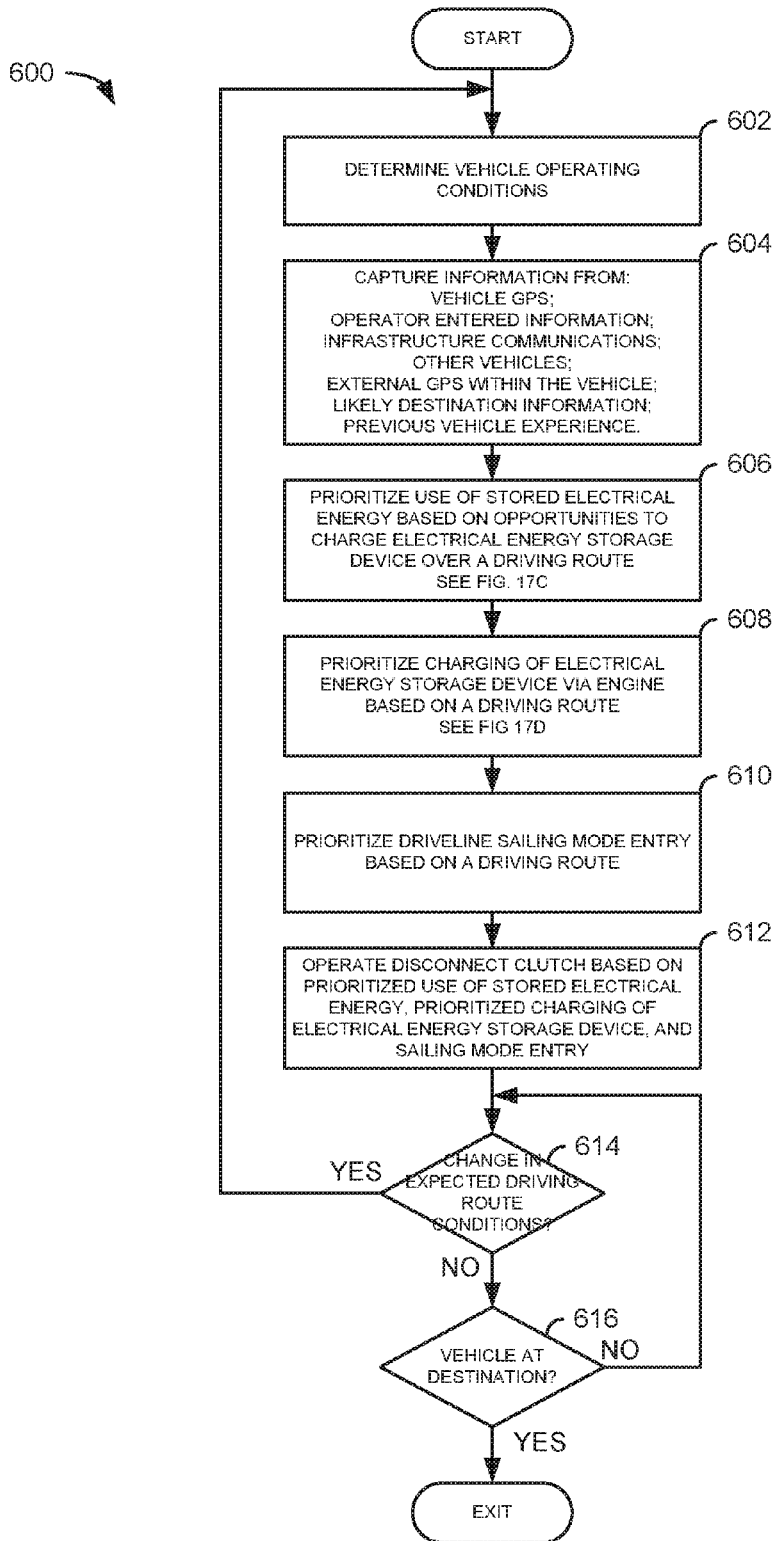 START
600
602
DETERMINE VEHICLE OPERATING
CONDITIONS
604
CAPTURE INFORMATION FROM:
VEHICLE GPS;
OPERATOR ENTERED INFORMATION;
INFRASTRUCTURE COMMUNICATIONS;
OTHER VEHICLES;
EXTERNAL GPS WITHIN THE VEHICLE;
LIKELY DESTINATION INFORMATION;
PREVIOUS VEHICLE EXPERIENCE.
606
PRIORITIZE USE OF STORED ELECTRICAL
ENERGY BASED ON OPPORTUNITIES TO
CHARGE ELECTRICAL ENERGY STORAGE
DEVICE OVER A DRIVING ROUTE
SEE FIG. 17C
608
PRIORITIZE CHARGING OF ELECTRICAL
ENERGY STORAGE DEVICE VIA ENGINE
BASED ON A DRIVING ROUTE
SEE FIG 17D
610
PRIORITIZE DRIVELINE SAILING MODE ENTRY
BASED ON A DRIVING ROUTE
612
OPERATE DISCONNECT CLUTCH BASED ON
PRIORITIZED USE OF STORED ELECTRICAL
ENERGY, PRIORITIZED CHARGING OF
ELECTRICAL ENERGY STORAGE DEVICE, AND
SAILING MODE ENTRY
614
YES
CHANGE IN
EXPECTED DRIVING
ROUTE
CONDITIONS?
NO
616
VEHICLE AT
DESTINATION?
NO
YES
EXIT